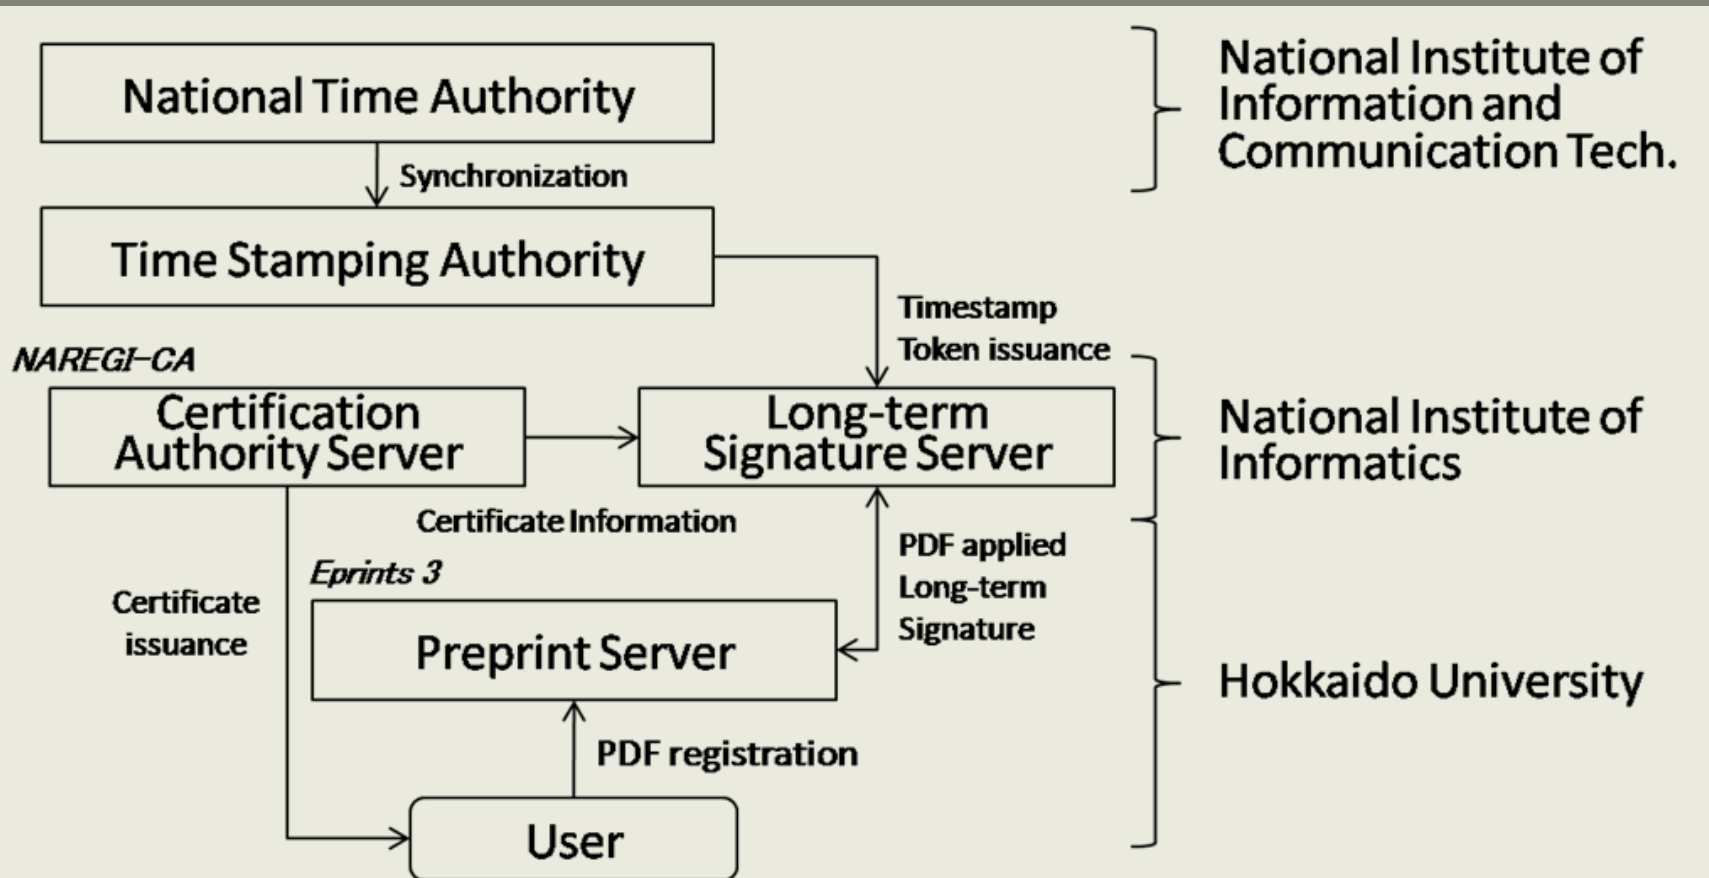 National Time Authority
National Institute of
Information and
Communication Tech.
Synchronization
Time Stamping Authority
Timestamp
Token issuance
NAREGI-CA
Certification
Authority Server
Long-term
Signature Server
National Institute of
Informatics
Certificate Information
PDF applied
Long-term
Signature
Eprints 3
Certificate
issuance
Preprint Server
Hokkaido University
PDF registration
User